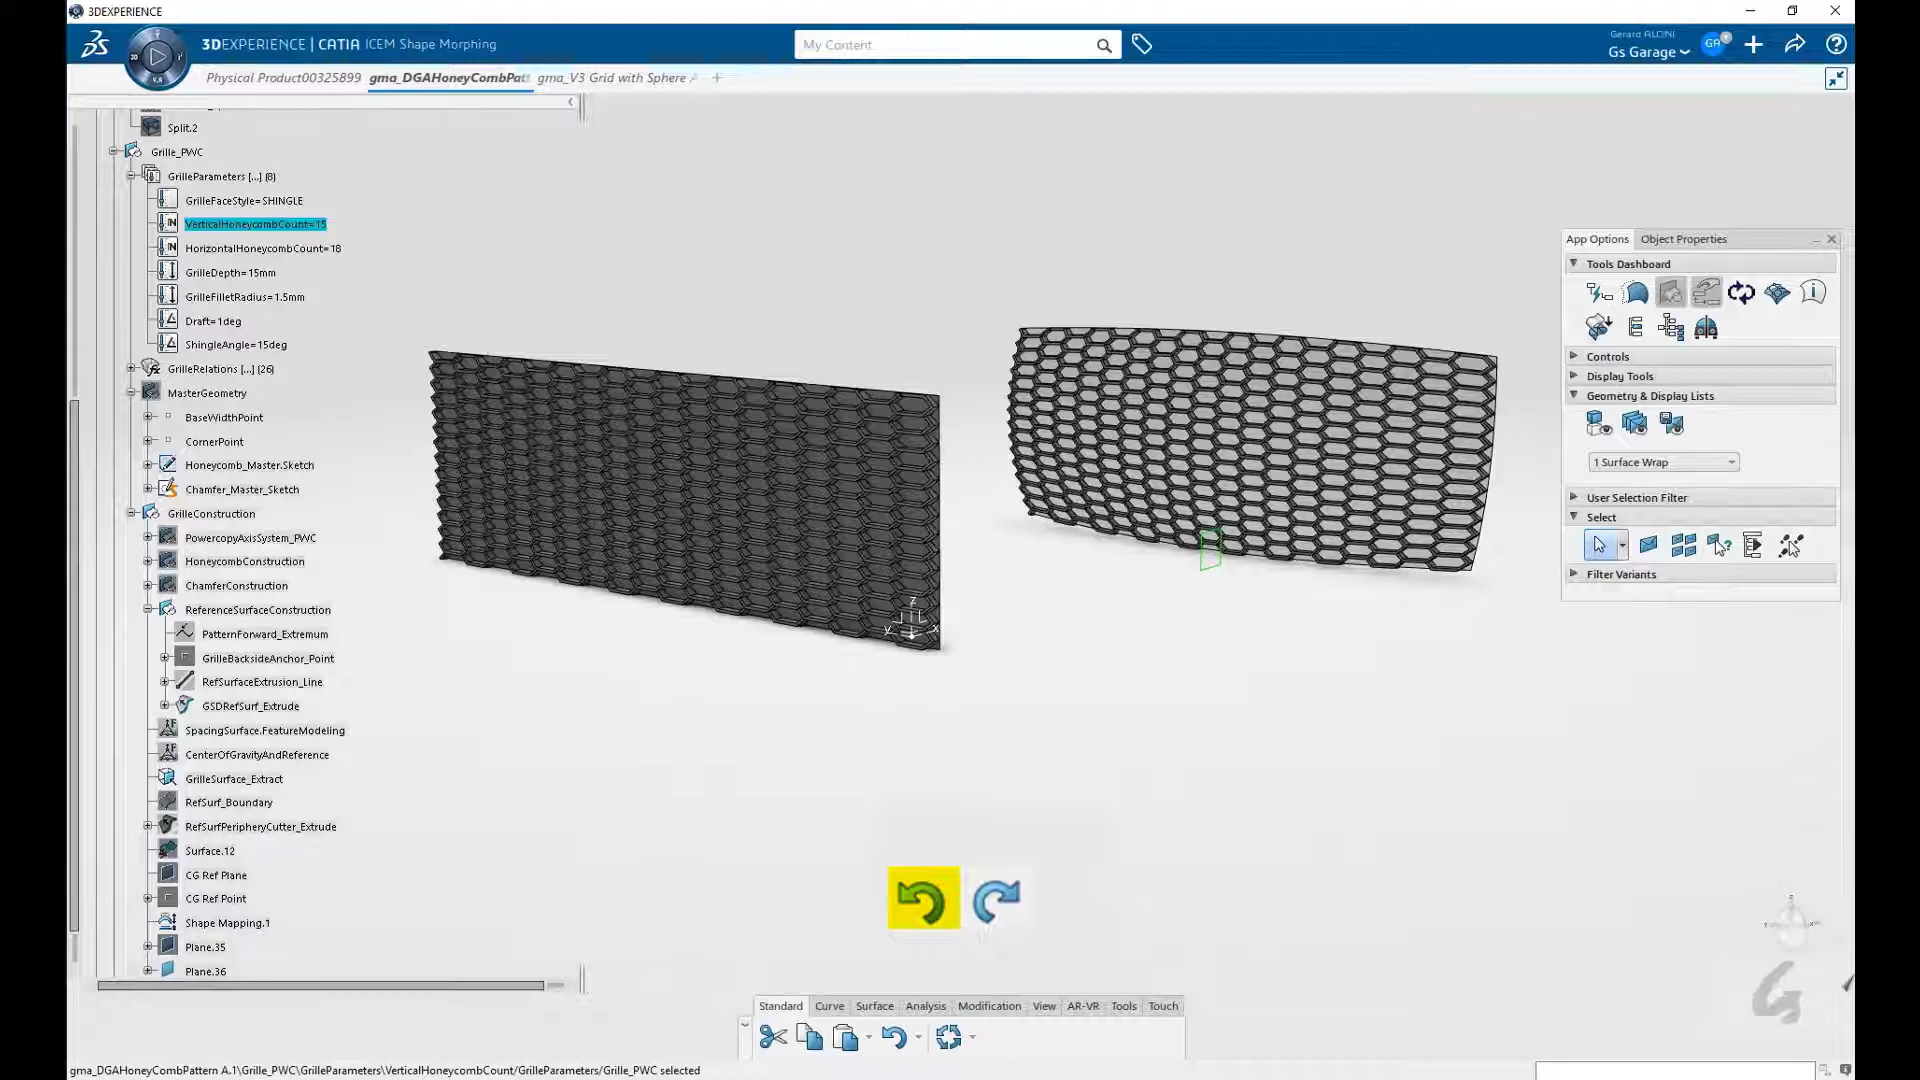 3DEXPERIENCE
3DEXPERIENCE | CATIA ICEM Shape Morphing
My Content
Gerard ALCINI
Gs Garage
GA
3D
V.R
Physical Product00325899
gma_DGAHoneyCombPatt
gma_V3 Grid with Sphere A
Split.2
Grille_PWC
GrilleParameters [...] (8)
GrilleFaceStyle=SHINGLE
VerticalHoneycombCount=15
HorizontalHoneycombCount=18
GrilleDepth=15mm
GrilleFilletRadius=1.5mm
Draft=1deg
ShingleAngle=15deg
GrilleRelations [...] (26)
MasterGeometry
BaseWidthPoint
CornerPoint
Honeycomb_Master.Sketch
Chamfer_Master_Sketch
GrilleConstruction
PowercopyAxisSystem_PWC
HoneycombConstruction
ChamferConstruction
ReferenceSurfaceConstruction
PatternForward_Extremum
GrilleBacksideAnchor_Point
RefSurfaceExtrusion_Line
GSDRefSurf_Extrude
SpacingSurface.FeatureModeling
CenterOfGravityAndReference
GrilleSurface_Extract
RefSurf_Boundary
RefSurfPeripheryCutter_Extrude
Surface.12
CG Ref Plane
CG Ref Point
Shape Mapping.1
Plane.35
Plane.36
z
y
x
App Options
Object Properties
Tools Dashboard
Controls
Display Tools
Geometry & Display Lists
1 Surface Wrap
User Selection Filter
Select
Filter Variants
Standard
Curve
Surface
Analysis
Modification
View
AR-VR
Tools
Touch
gma_DGAHoneyCombPattern A.1\Grille_PWC\GrilleParameters\VerticalHoneycombCount/GrilleParameters/Grille_PWC selected